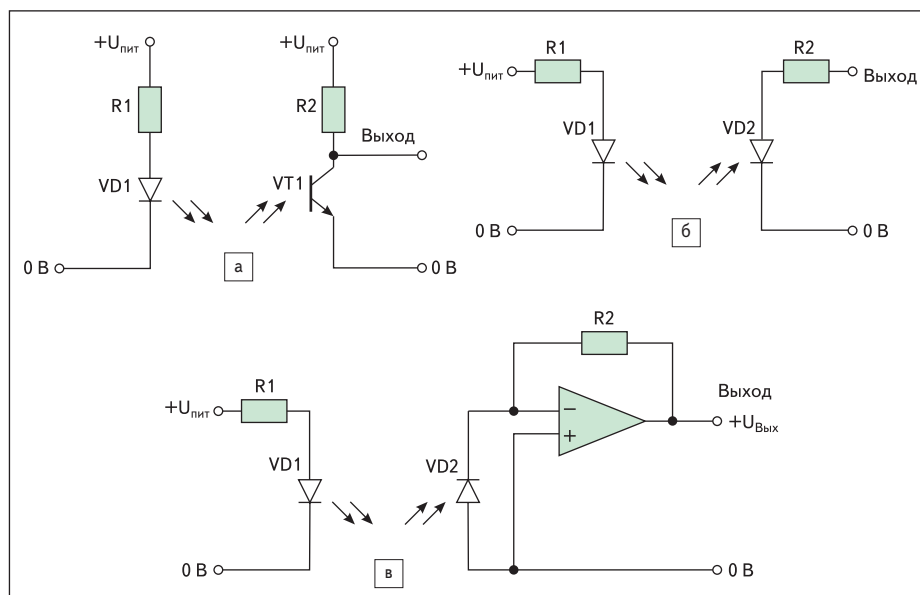 +Uпит
+Uпит
R1
R2
Выход
VD1
VT1
0 В
0 В
а
R1
R2
+Uпит
Выход
VD1
VD2
0 В
0 В
б
R2
R1
Выход
+Uпит
−
+
+UВых
VD1
VD2
0 В
0 В
в